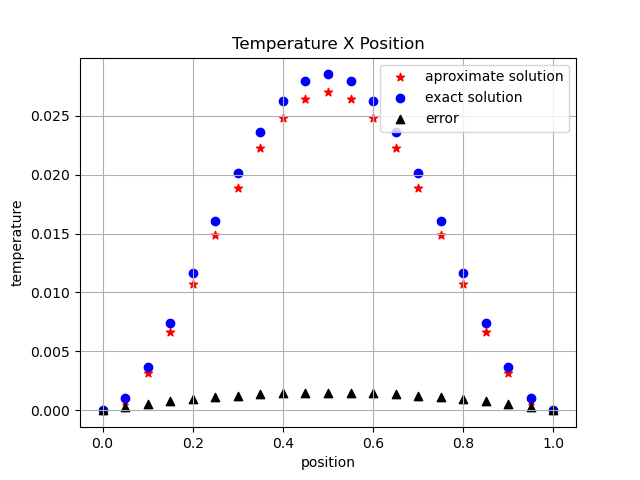 Temperature X Position
aproximate solution
exact solution
error
temperature
0.025
0.020
0.015
0.010
0.005
0.000
0.0 0.2 0.4 0.6 0.8 1.0
position